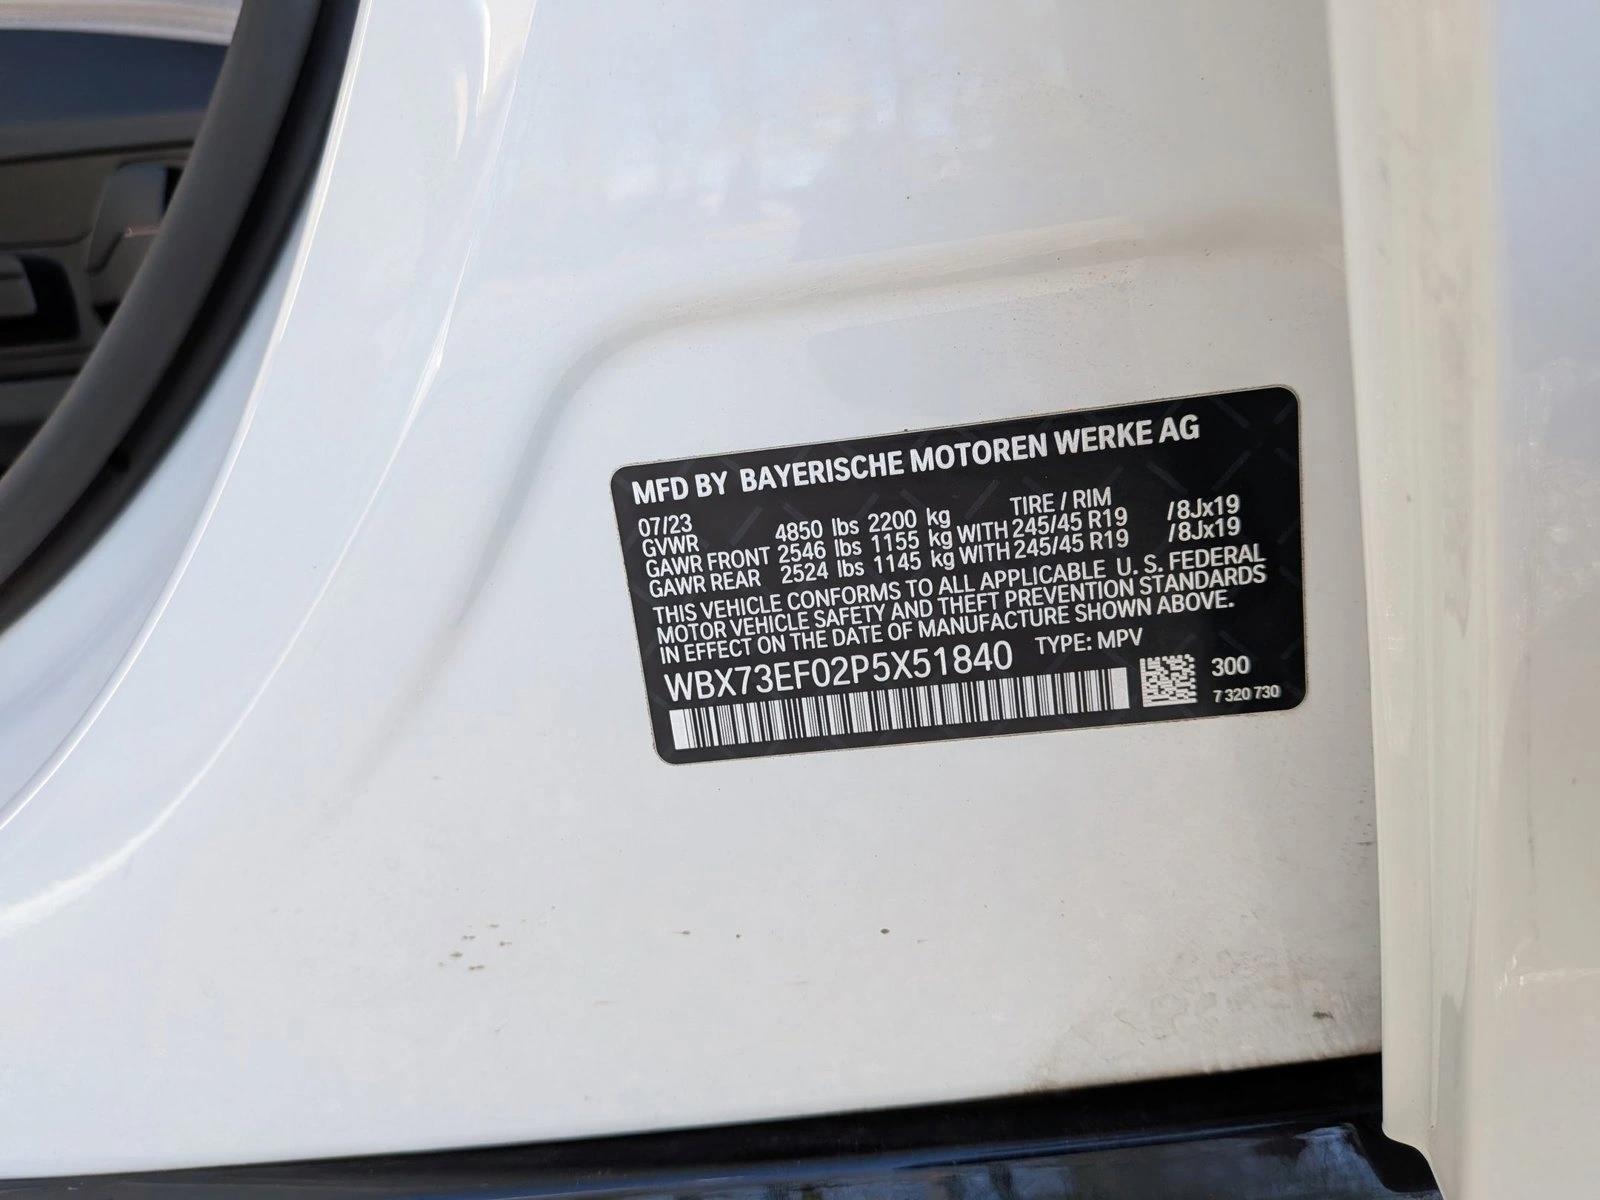 MFD BY BAYERISCHE MOTOREN WERKE AG
07/23 TIRE / RIM
GVWR 4850 lbs 2200 kg
GAWR FRONT 2546 lbs 1155 kg WITH 245/45 R19 /8Jx19
GAWR REAR 2524 lbs 1145 kg WITH 245/45 R19 /8Jx19
THIS VEHICLE CONFORMS TO ALL APPLICABLE U. S. FEDERAL
MOTOR VEHICLE SAFETY AND THEFT PREVENTION STANDARDS
IN EFFECT ON THE DATE OF MANUFACTURE SHOWN ABOVE.
WBX73EF02P5X51840 TYPE: MPV
300
7 320 730